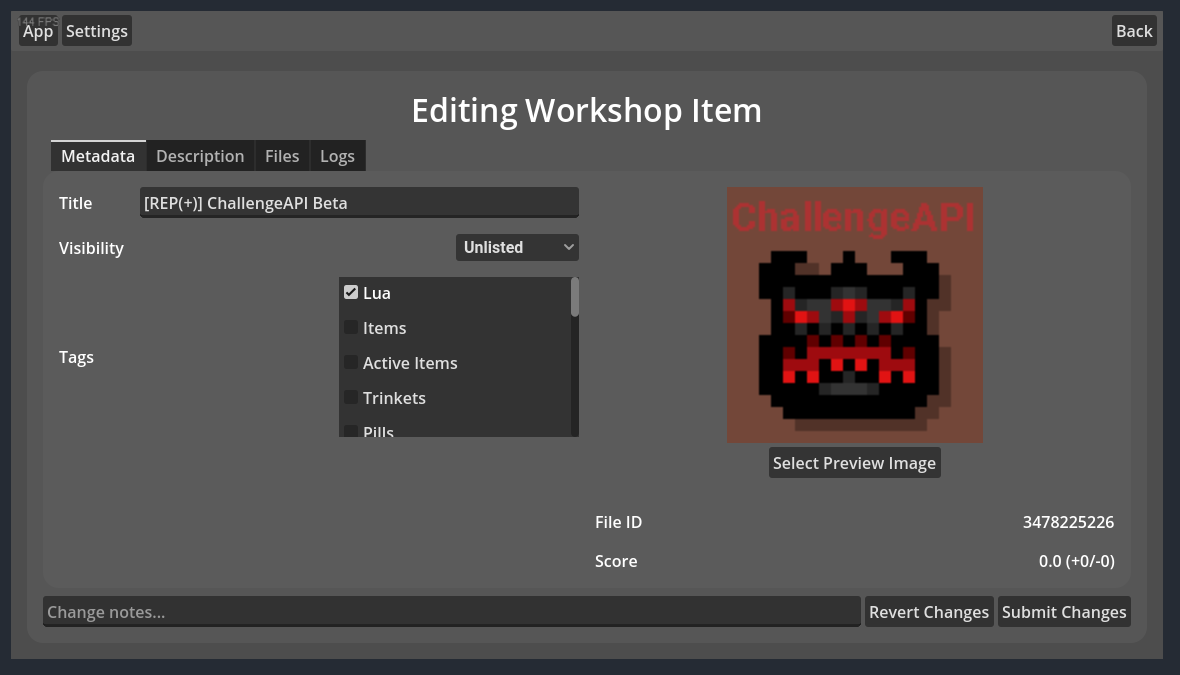 144 FPS
App Settings Back
Editing Workshop Item
Metadata Description Files Logs
Title [REP(+)] ChallengeAPI Beta
ChallengeAPI
Visibility Unlisted
Lua
Items
Tags
Active Items
Trinkets
Pills
Select Preview Image
File ID 3478225226
Score 0.0 (+0/-0)
Change notes... Revert Changes Submit Changes